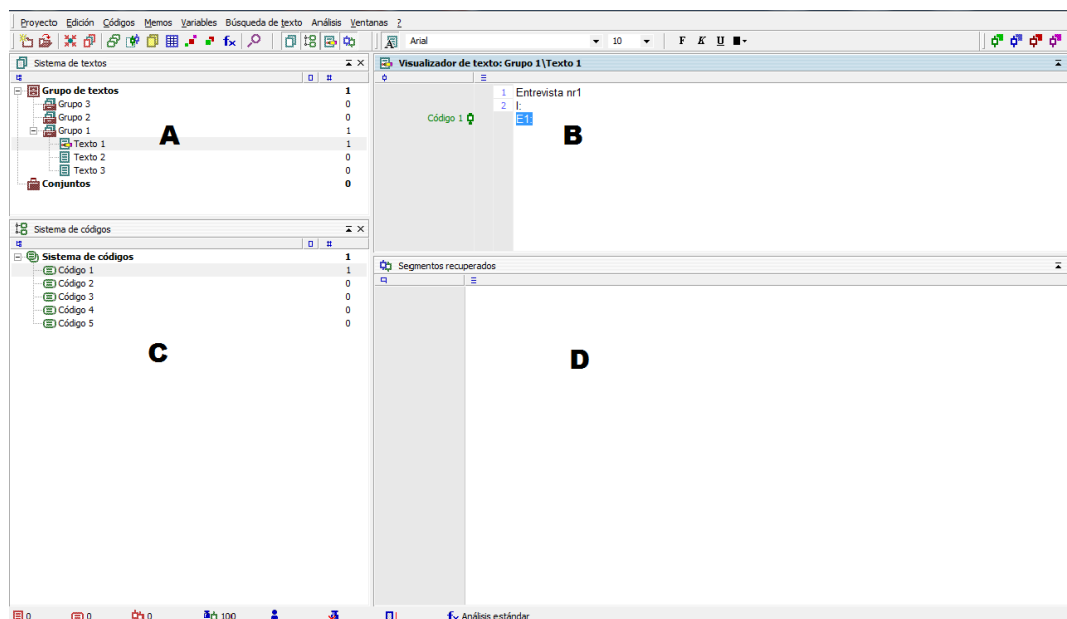 Proyecto Edición Códigos Memos Variables Búsqueda de texto Análisis Ventanas ?
Arial 10 F K U
Sistema de textos
Grupo de textos 1
Grupo 3 0
Grupo 2 0
Grupo 1 1
Texto 1 1
Texto 2 0
Texto 3 0
Conjuntos 0
A
Visualizador de texto: Grupo 1\Texto 1
1 Entrevista nr1
2 I:
Código 1 E1:
B
Sistema de códigos
Sistema de códigos 1
Código 1 1
Código 2 0
Código 3 0
Código 4 0
Código 5 0
C
Segmentos recuperados
D
0 0 0 100 fx Análisis estándar